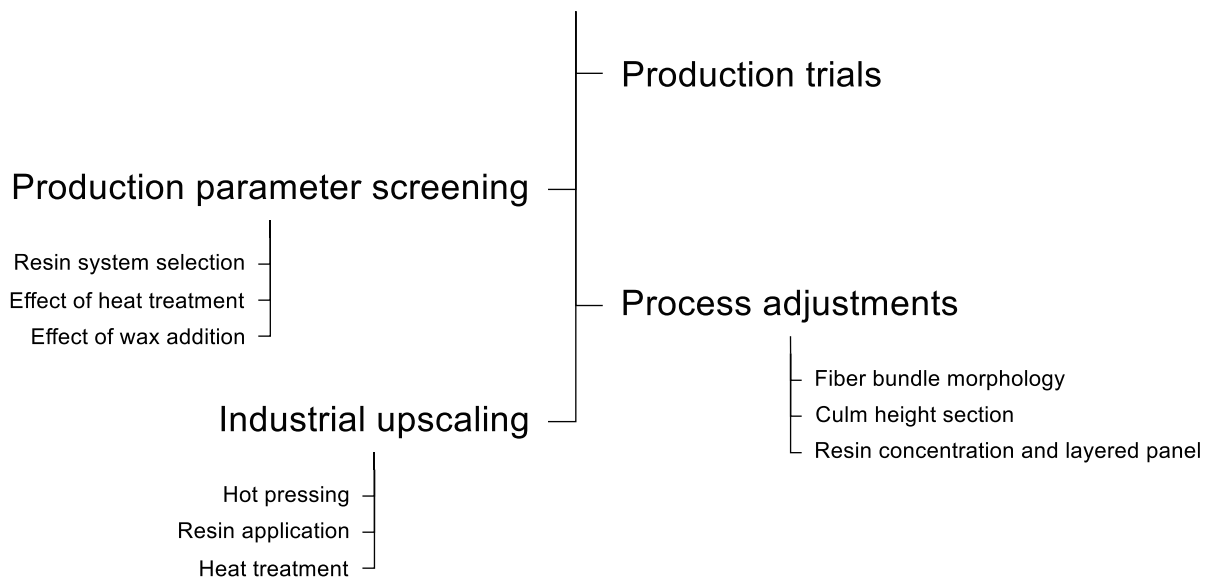 Production trials
Production parameter screening
Resin system selection
Effect of heat treatment
Effect of wax addition
Process adjustments
Fiber bundle morphology
Culm height section
Resin concentration and layered panel
Industrial upscaling
Hot pressing
Resin application
Heat treatment